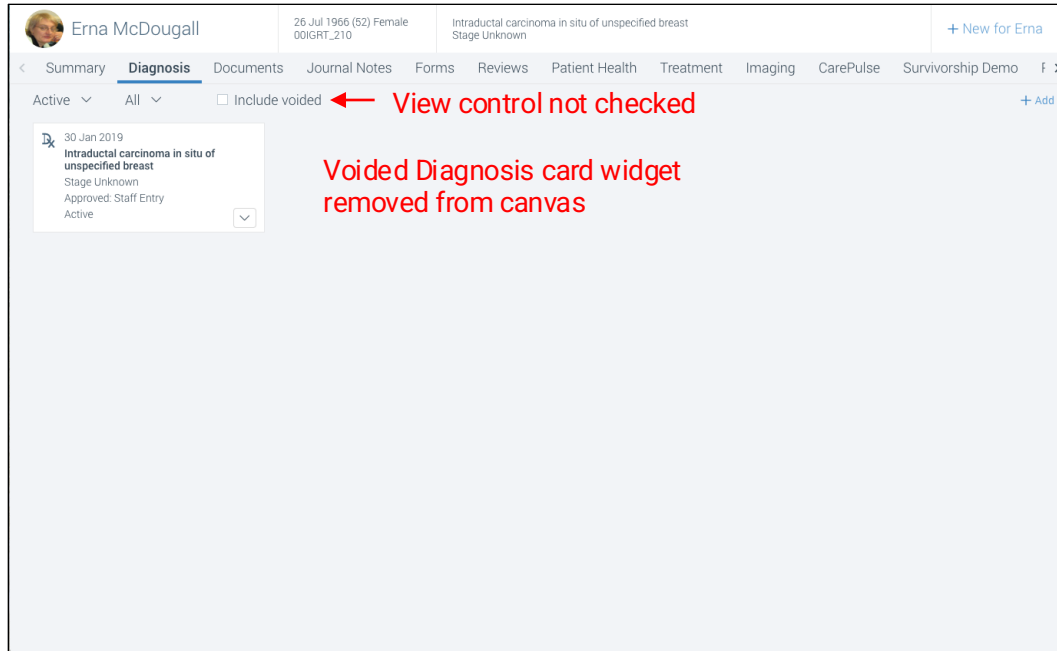 Erna McDougall
26 Jul 1966 (52) Female
00IGRT_210
Intraductal carcinoma in situ of unspecified breast
Stage Unknown
+ New for Erna
Summary Diagnosis Documents Journal Notes Forms Reviews Patient Health Treatment Imaging CarePulse Survivorship Demo
Active All Include voided View control not checked + Add
30 Jan 2019
Intraductal carcinoma in situ of
unspecified breast
Stage Unknown
Approved: Staff Entry
Active
Voided Diagnosis card widget
removed from canvas